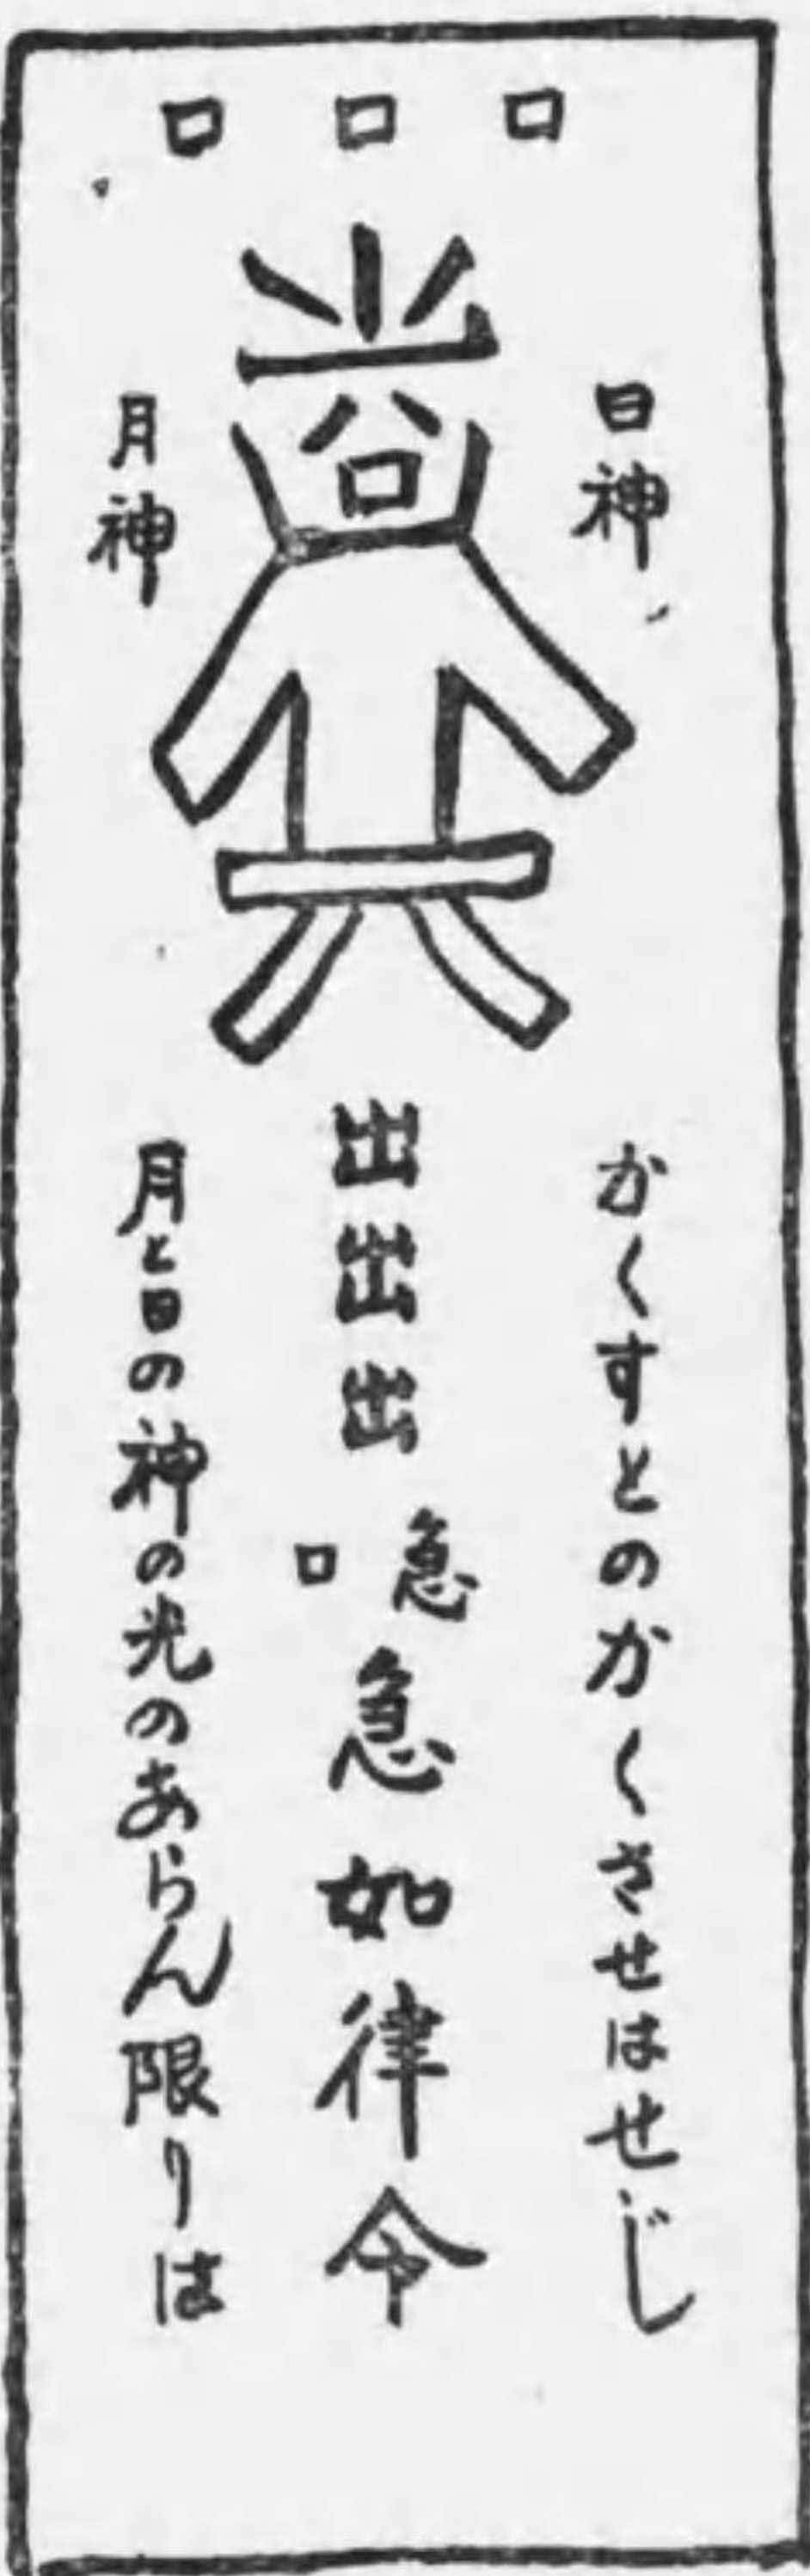 口 口 口
日神
月神
かくすとのかくさせはせじ
出出出
口急
急如律令
月と日の神の光のあらん限りは